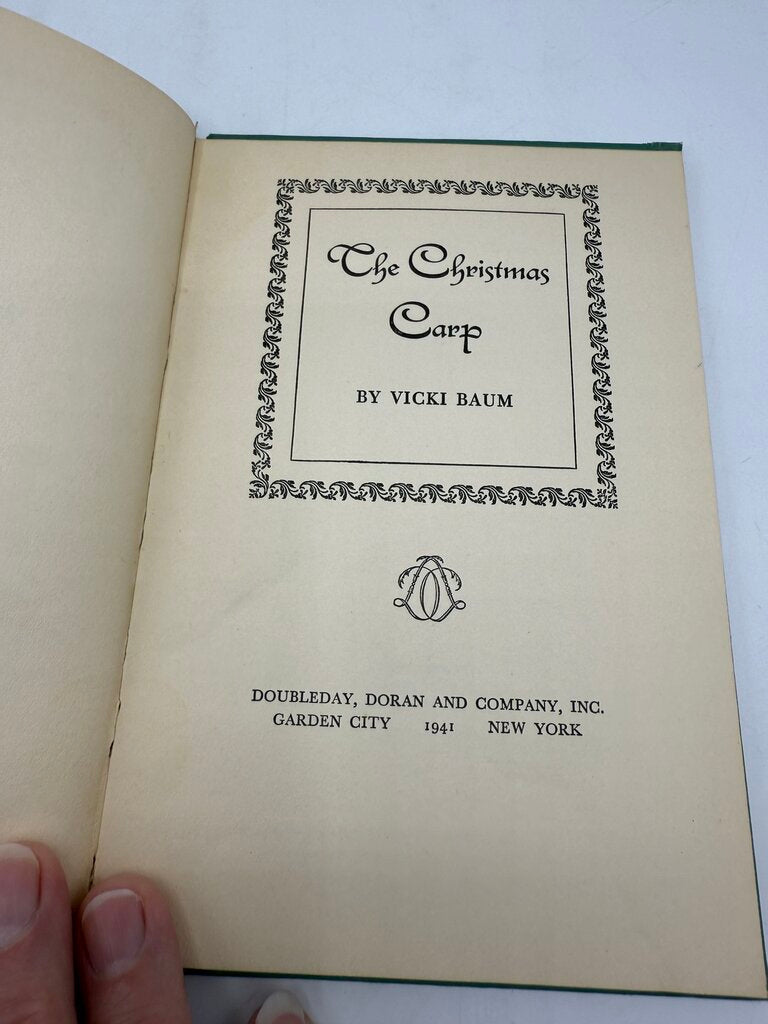 The Christmas
Carp
BY VICKI BAUM
DOUBLEDAY, DORAN AND COMPANY, INC.
GARDEN CITY 1941 NEW YORK